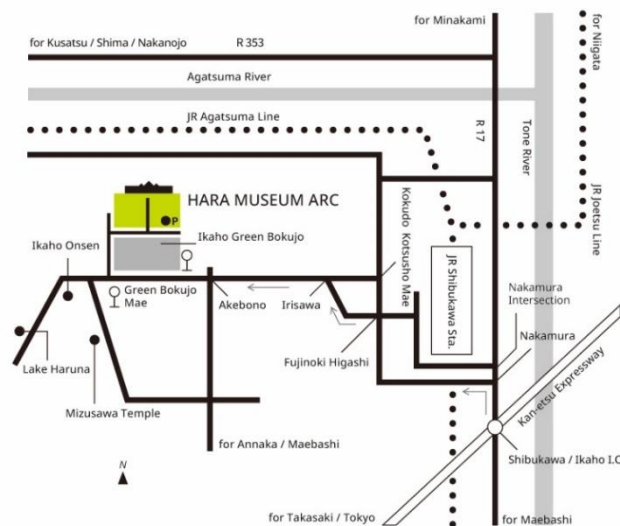 for Minakami
for Niigata
for Kusatsu / Shima / Nakanojo
R 353
Agatsuma River
JR Agatsuma Line
R 17
Tone River
JR Joetsu Line
HARA MUSEUM ARC
P
Kokudo
Kotsusho Mae
Ikaho Green Bokujo
Ikaho Onsen
JR Shibukawa Sta.
Green Bokujo
Mae
Akebono
Irisawa
Nakamura
Intersection
Fujinoki Higashi
Nakamura
Lake Haruna
Kan-etsu Expressway
Mizusawa Temple
for Annaka / Maebashi
Shibukawa / Ikaho I.C
N
for Takasaki / Tokyo
for Maebashi